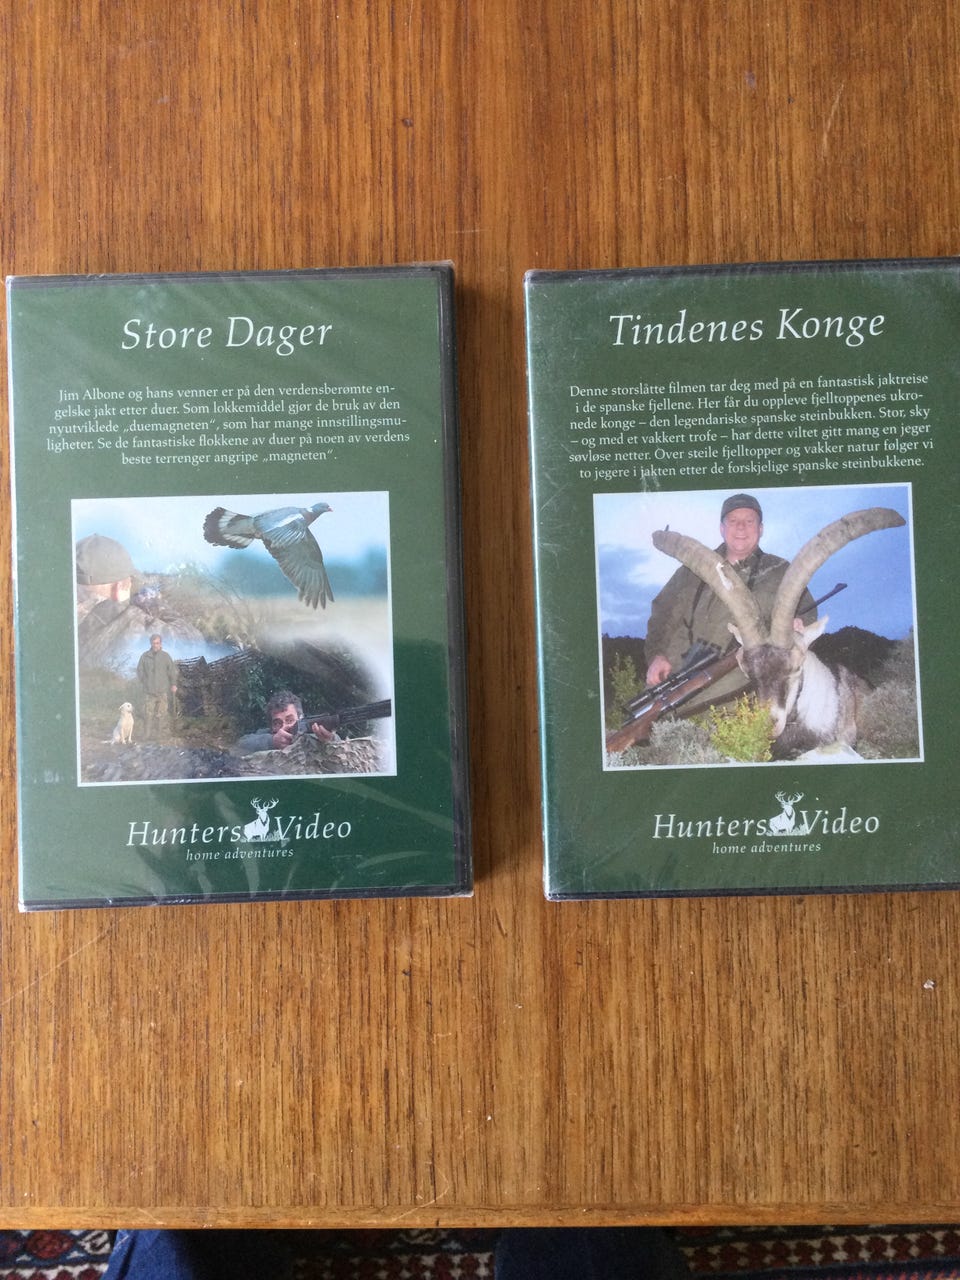 Store Dager
Jim Albone og hans venner er på den verdensberømte en-
gelske jakt etter duer. Som lokkemiddel gjør de bruk av den
nyutviklede „duemagneten“, som har mange innstillingsmu-
ligheter. Se de fantastiske flokkene av duer på noen av verdens
beste terrenger angripe „magneten“.
Hunters Video
home adventures
Tindenes Konge
Denne storslåtte filmen tar deg med på en fantastisk jaktreise
i de spanske fjellene. Her får du oppleve fjelltoppenes ukro-
nede konge – den legendariske spanske steinbukken. Stor, sky
– og med et vakkert trofe – har dette viltet gitt mang en jeger
søvløse netter. Over steile fjelltopper og vakker natur følger vi
to jegere i jakten etter de forskjelige spanske steinbukkene.
Hunters Video
home adventures